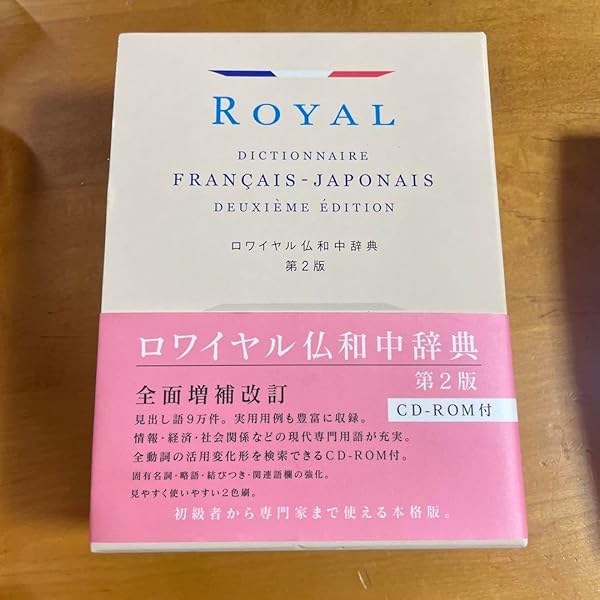 ROYAL
DICTIONNAIRE
FRANÇAIS-JAPONAIS
DEUXIÈME ÉDITION
ロワイヤル仏和中辞典
第2版
ロワイヤル仏和中辞典
第2版
全面増補改訂
CD-ROM付
見出し語9万件。実用用例も豊富に収録。
情報・経済・社会関係などの現代専門用語が充実。
全動詞の活用変化形を検索できるCD-ROM付。
固有名詞・略語・結びつき・関連語欄の強化。
見やすく使いやすい2色刷。
初級者から専門家まで使える本格版。